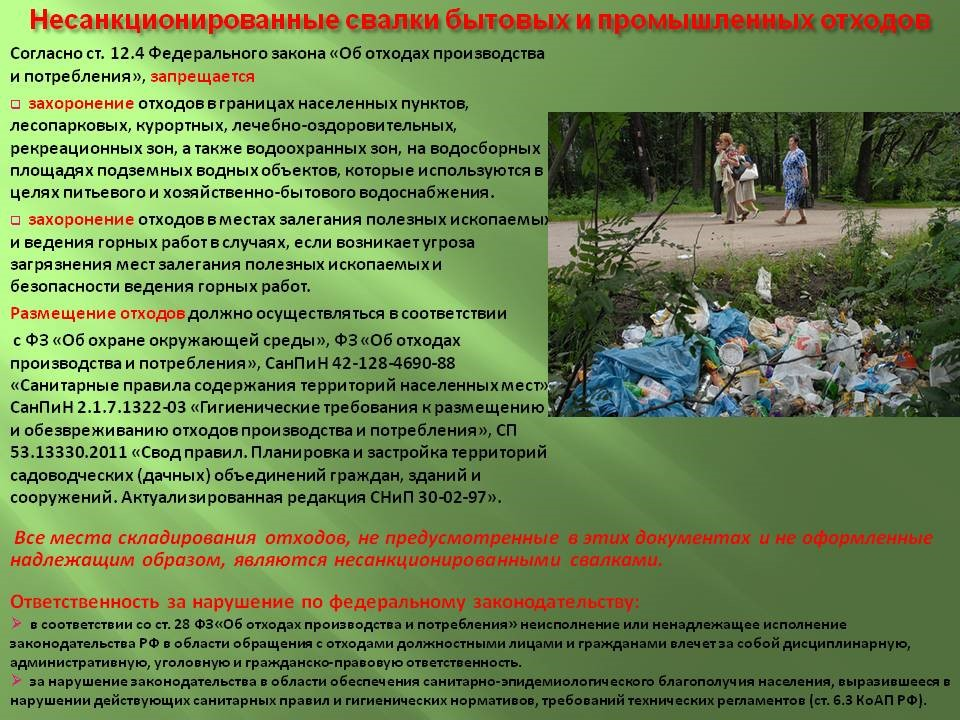 Несанкционированные свалки бытовых и промышленных отходов
Согласно ст. 12.4 Федерального закона «Об отходах производства
и потребления», запрещается
захоронение отходов в границах населенных пунктов,
лесопарковых, курортных, лечебно-оздоровительных,
рекреационных зон, а также водоохранных зон, на водосборных
площадях подземных водных объектов, которые используются в
целях питьевого и хозяйственно-бытового водоснабжения.
захоронение отходов в местах залегания полезных ископаемых
и ведения горных работ в случаях, если возникает угроза
загрязнения мест залегания полезных ископаемых и
безопасности ведения горных работ.
Размещение отходов должно осуществляться в соответствии
с ФЗ «Об охране окружающей среды», ФЗ «Об отходах
производства и потребления», СанПиН 42-128-4690-88
«Санитарные правила содержания территорий населенных мест»
СанПиН 2.1.7.1322-03 «Гигиенические требования к размещению
и обезвреживанию отходов производства и потребления», СП
53.13330.2011 «Свод правил. Планировка и застройка территорий
садоводческих (дачных) объединений граждан, зданий и
сооружений. Актуализированная редакция СНиП 30-02-97».
Все места складирования отходов, не предусмотренные в этих документах и не оформленные
надлежащим образом, являются несанкционированными свалками.
Ответственность за нарушение по федеральному законодательству:
в соответствии со ст. 28 ФЗ«Об отходах производства и потребления» неисполнение или ненадлежащее исполнение
законодательства РФ в области обращения с отходами должностными лицами и гражданами влечет за собой дисциплинарную,
административную, уголовную и гражданско-правовую ответственность.
за нарушение законодательства в области обеспечения санитарно-эпидемиологического благополучия населения, выразившееся в
нарушении действующих санитарных правил и гигиенических нормативов, требований технических регламентов (ст. 6.3 КоАП РФ).